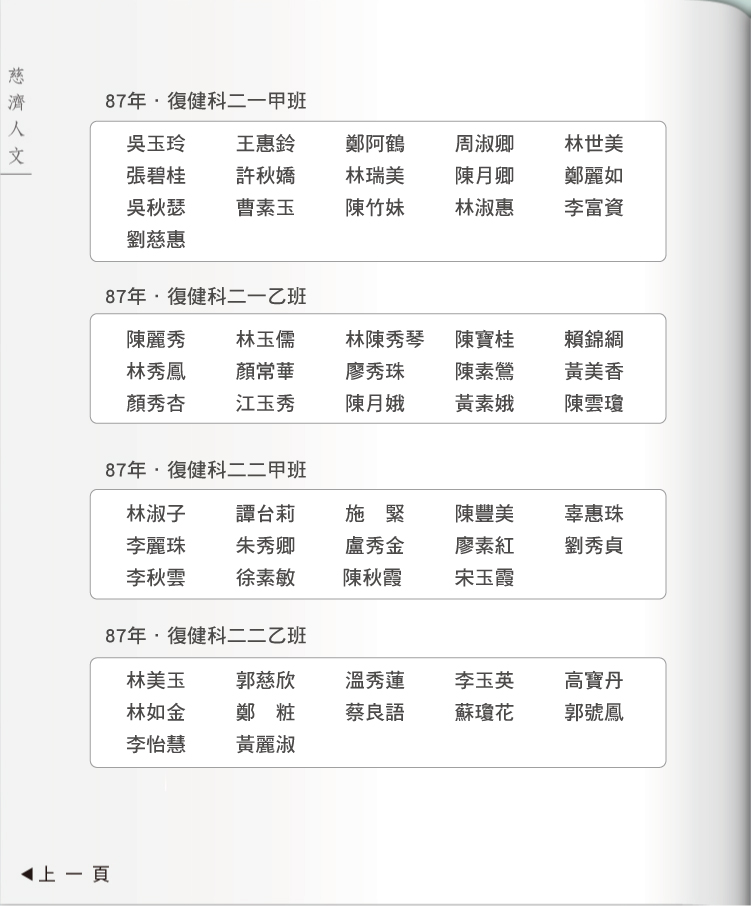 慈濟人文
87年．復健科二一甲班
吳玉玲 王惠鈴 鄭阿鶴 周淑卿 林世美
張碧桂 許秋嬌 林瑞美 陳月卿 鄭麗如
吳秋瑟 曹素玉 陳竹妹 林淑惠 李富資
劉慈惠
87年．復健科二一乙班
陳麗秀 林玉儒 林陳秀琴 陳寶桂 賴錦綢
林秀鳳 顏常華 廖秀珠 陳素鶯 黃美香
顏秀杏 江玉秀 陳月娥 黃素娥 陳雲瓊
87年．復健科二二甲班
林淑子 譚台莉 施　緊 陳豐美 辜惠珠
李麗珠 朱秀卿 盧秀金 廖素紅 劉秀貞
李秋雲 徐素敏 陳秋霞 宋玉霞
87年．復健科二二乙班
林美玉 郭慈欣 溫秀蓮 李玉英 高寶丹
林如金 鄭　粧 蔡良語 蘇瓊花 郭號鳳
李怡慧 黃麗淑
◀上一頁